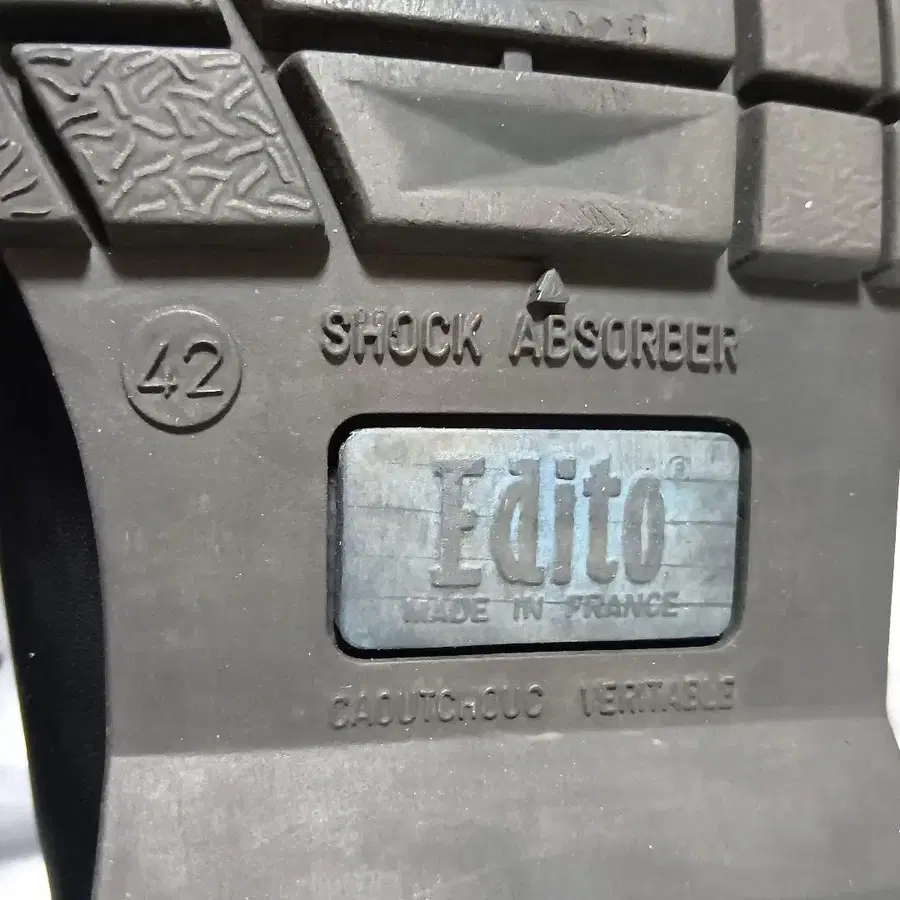 42
SHOCK ABSORBER
Edito®
MADE IN FRANCE
CAOUTCHOUC VERITABLE